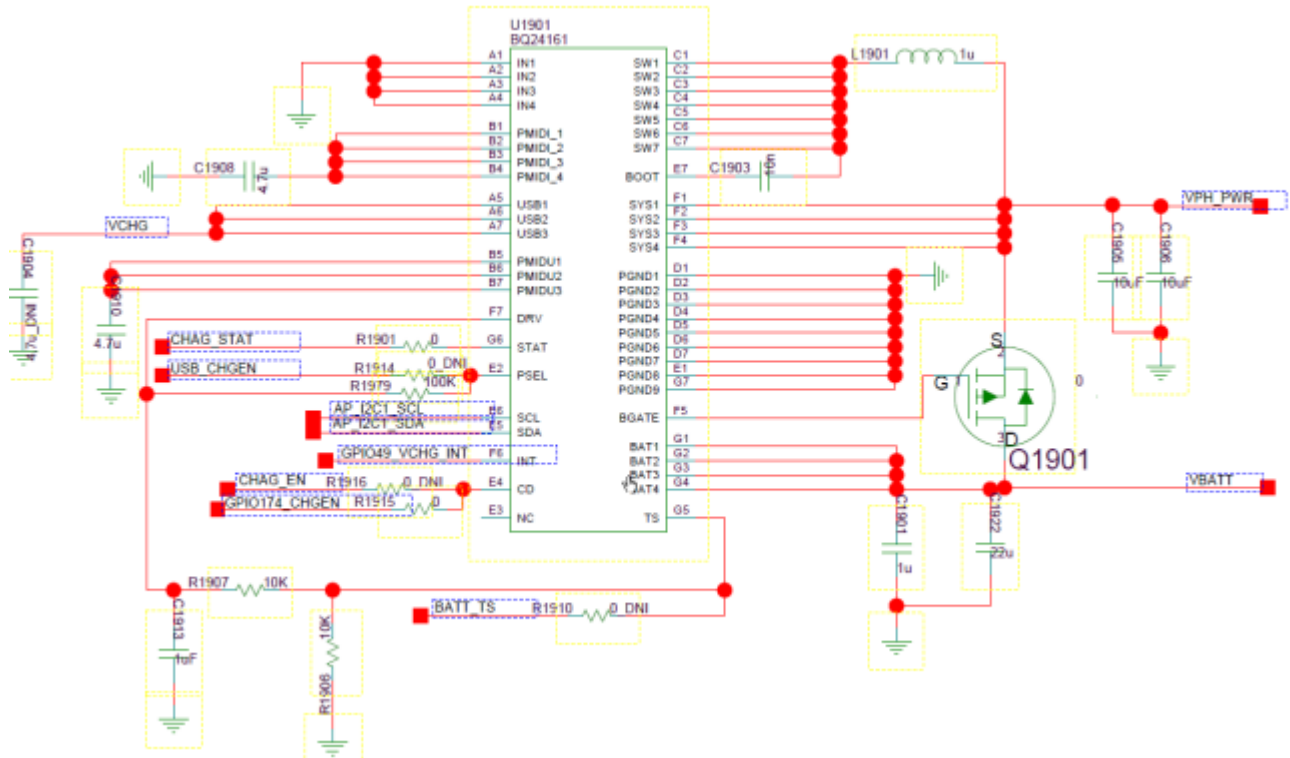 U1901
BQ24161
A1 IN1
A2 IN2
A3 IN3
A4 IN4
B1 PMIDI_1
B2 PMIDI_2
B3 PMIDI_3
B4 PMIDI_4
A5 USB1
A6 USB2
A7 USB3
B5 PMIDU1
B6 PMIDU2
B7 PMIDU3
F7 DRV
G6 STAT
E2 PSEL
SCL
SDA
F6 INT
E4 CD
E3 NC
SW1 C1
SW2 C2
SW3 C3
SW4 C4
SW5 C5
SW6 C6
SW7 C7
BOOT E7
SYS1 F1
SYS2 F2
SYS3 F3
SYS4 F4
PGND1 D1
PGND2 D2
PGND3 D3
PGND4 D4
PGND5 D5
PGND6 D6
PGND7 D7
PGND8 E1
PGND9 G7
BGATE F5
BAT1 G1
BAT2 G2
BAT3 G3
G4
TS G5
C1908 4.7u
VCHG
C1904
4.7u
CHAG_STAT R1901 0
USB_CHGEN R1914 0_DNI
R1979 100K
AP_I2C1_SCL
AP_I2C1_SDA
GPIO49_VCHG_INT
CHAG_EN R1916 0_DNI
GPIO174_CHGEN R1915 0
R1907 10K
C1913 1uF
10K R1906
BATT_TS R1910 0_DNI
L1901 1u
C1903 10n
VPH_PWR
10uF
C1906 10uF
S
2
G 1
3 D
0
Q1901
VBATT
C1901 1u
C1922 22u